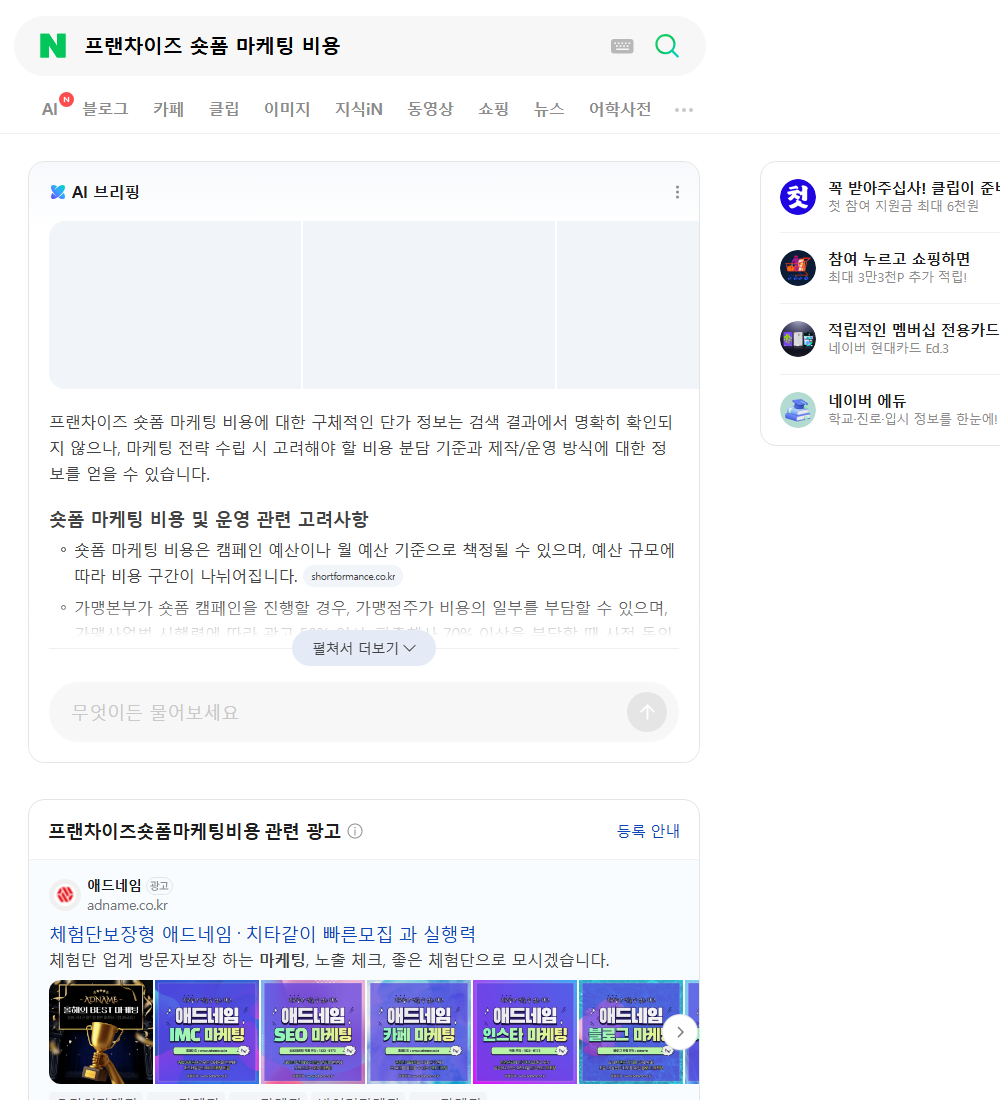 프랜차이즈 숏폼 마케팅 비용
AI N 블로그 카페 클립 이미지 지식iN 동영상 쇼핑 뉴스 어학사전
AI 브리핑
프랜차이즈 숏폼 마케팅 비용에 대한 구체적인 단가 정보는 검색 결과에서 명확히 확인되
지 않으나, 마케팅 전략 수립 시 고려해야 할 비용 분담 기준과 제작/운영 방식에 대한 정
보를 얻을 수 있습니다.
숏폼 마케팅 비용 및 운영 관련 고려사항
숏폼 마케팅 비용은 캠페인 예산이나 월 예산 기준으로 책정될 수 있으며, 예산 규모에
따라 비용 구간이 나뉘어집니다. shortformance.co.kr
가맹본부가 숏폼 캠페인을 진행할 경우, 가맹점주가 비용의 일부를 부담할 수 있으며,
펼쳐서 더보기
무엇이든 물어보세요
프랜차이즈숏폼마케팅비용 관련 광고
등록 안내
애드네임 광고
adname.co.kr
체험단보장형 애드네임 · 치타같이 빠른모집 과 실행력
체험단 업계 방문자보장 하는 마케팅, 노출 체크, 좋은 체험단으로 모시겠습니다.
ADNAME
올해의 BEST 마케팅
애드네임
IMC 마케팅
애드네임
SEO 마케팅
애드네임
카페 마케팅
애드네임
인스타 마케팅
애드네임
블로그 마케
첫
꼭 받아주십사! 클립이 준비
첫 참여 지원금 최대 6천원
참여 누르고 쇼핑하면
최대 3만3천P 추가 적립!
적립적인 멤버십 전용카드
네이버 현대카드 Ed.3
네이버 에듀
학교·진로·입시 정보를 한눈에!